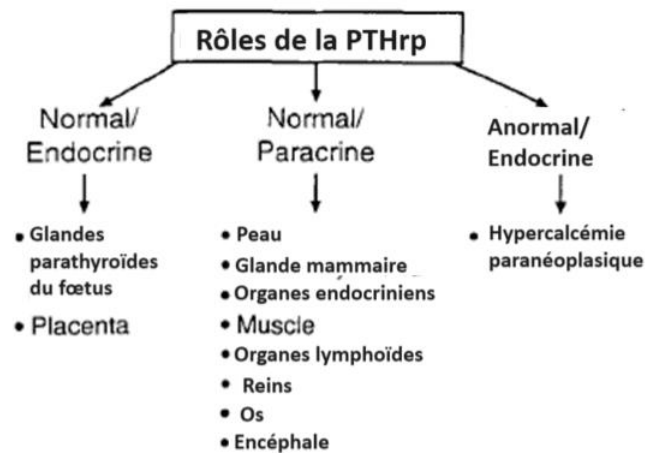 Rôles de la PTHrp
Normal/
Endocrine
• Glandes
parathyroïdes
du fœtus
• Placenta
Normal/
Paracrine
• Peau
• Glande mammaire
• Organes endocriniens
• Muscle
• Organes lymphoïdes
• Reins
• Os
• Encéphale
Anormal/
Endocrine
• Hypercalcémie
paranéoplasique